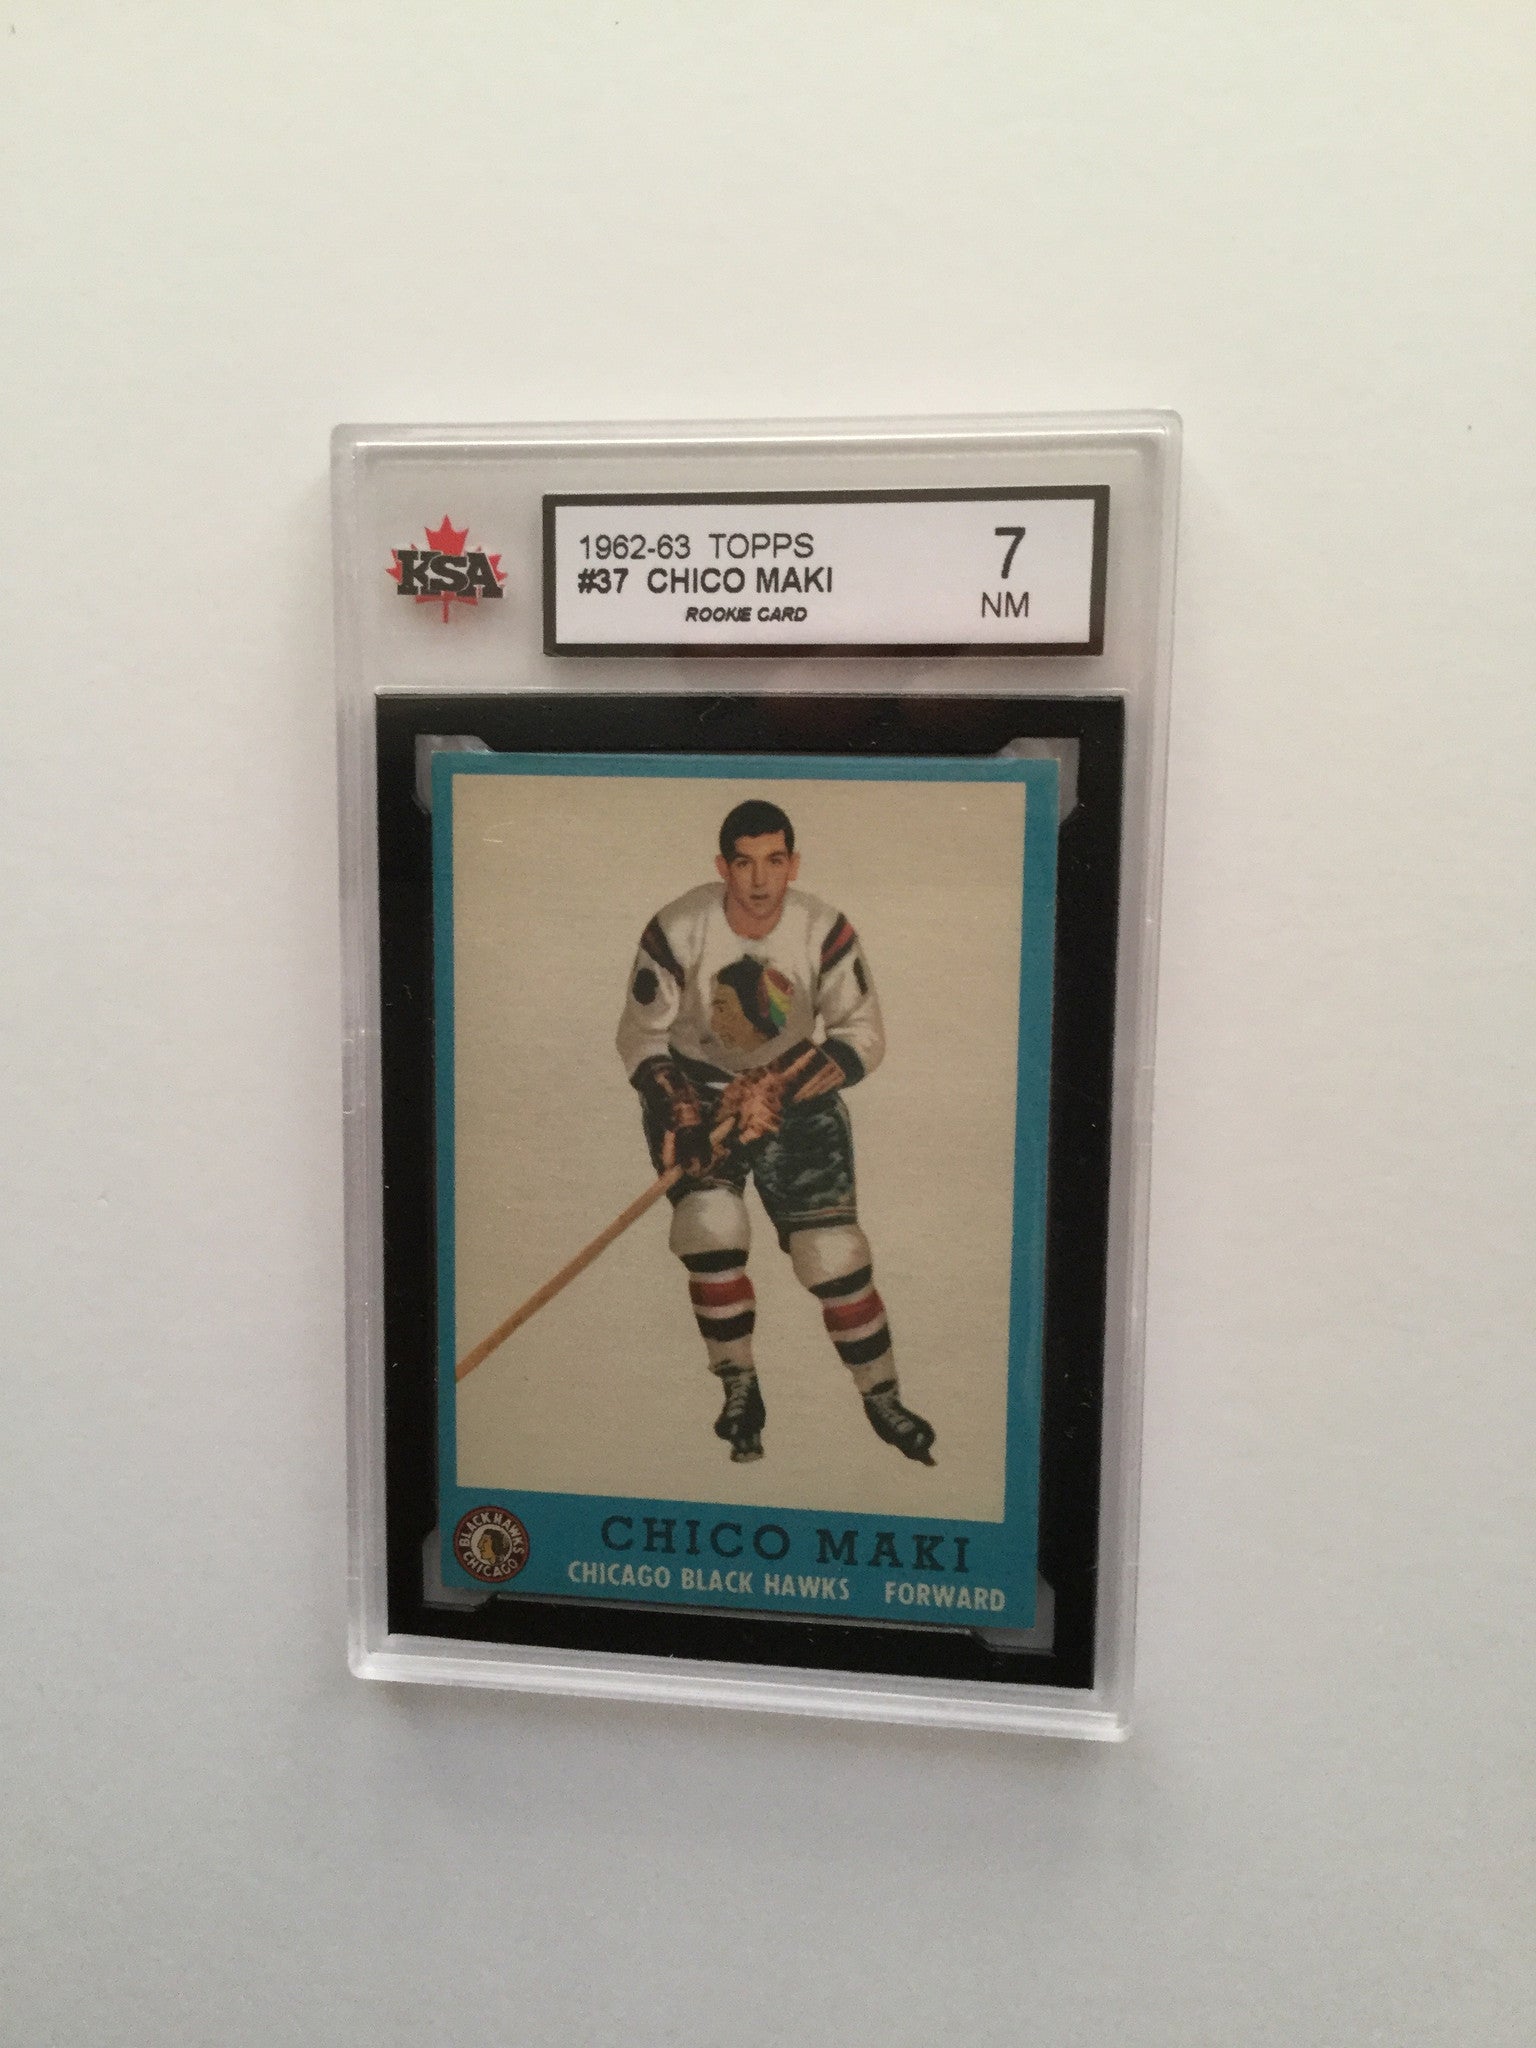 KSA
1962-63 TOPPS
#37 CHICO MAKI
ROOKIE CARD
7
NM
BLACK HAWKS
CHICAGO
CHICO MAKI
CHICAGO BLACK HAWKS FORWARD